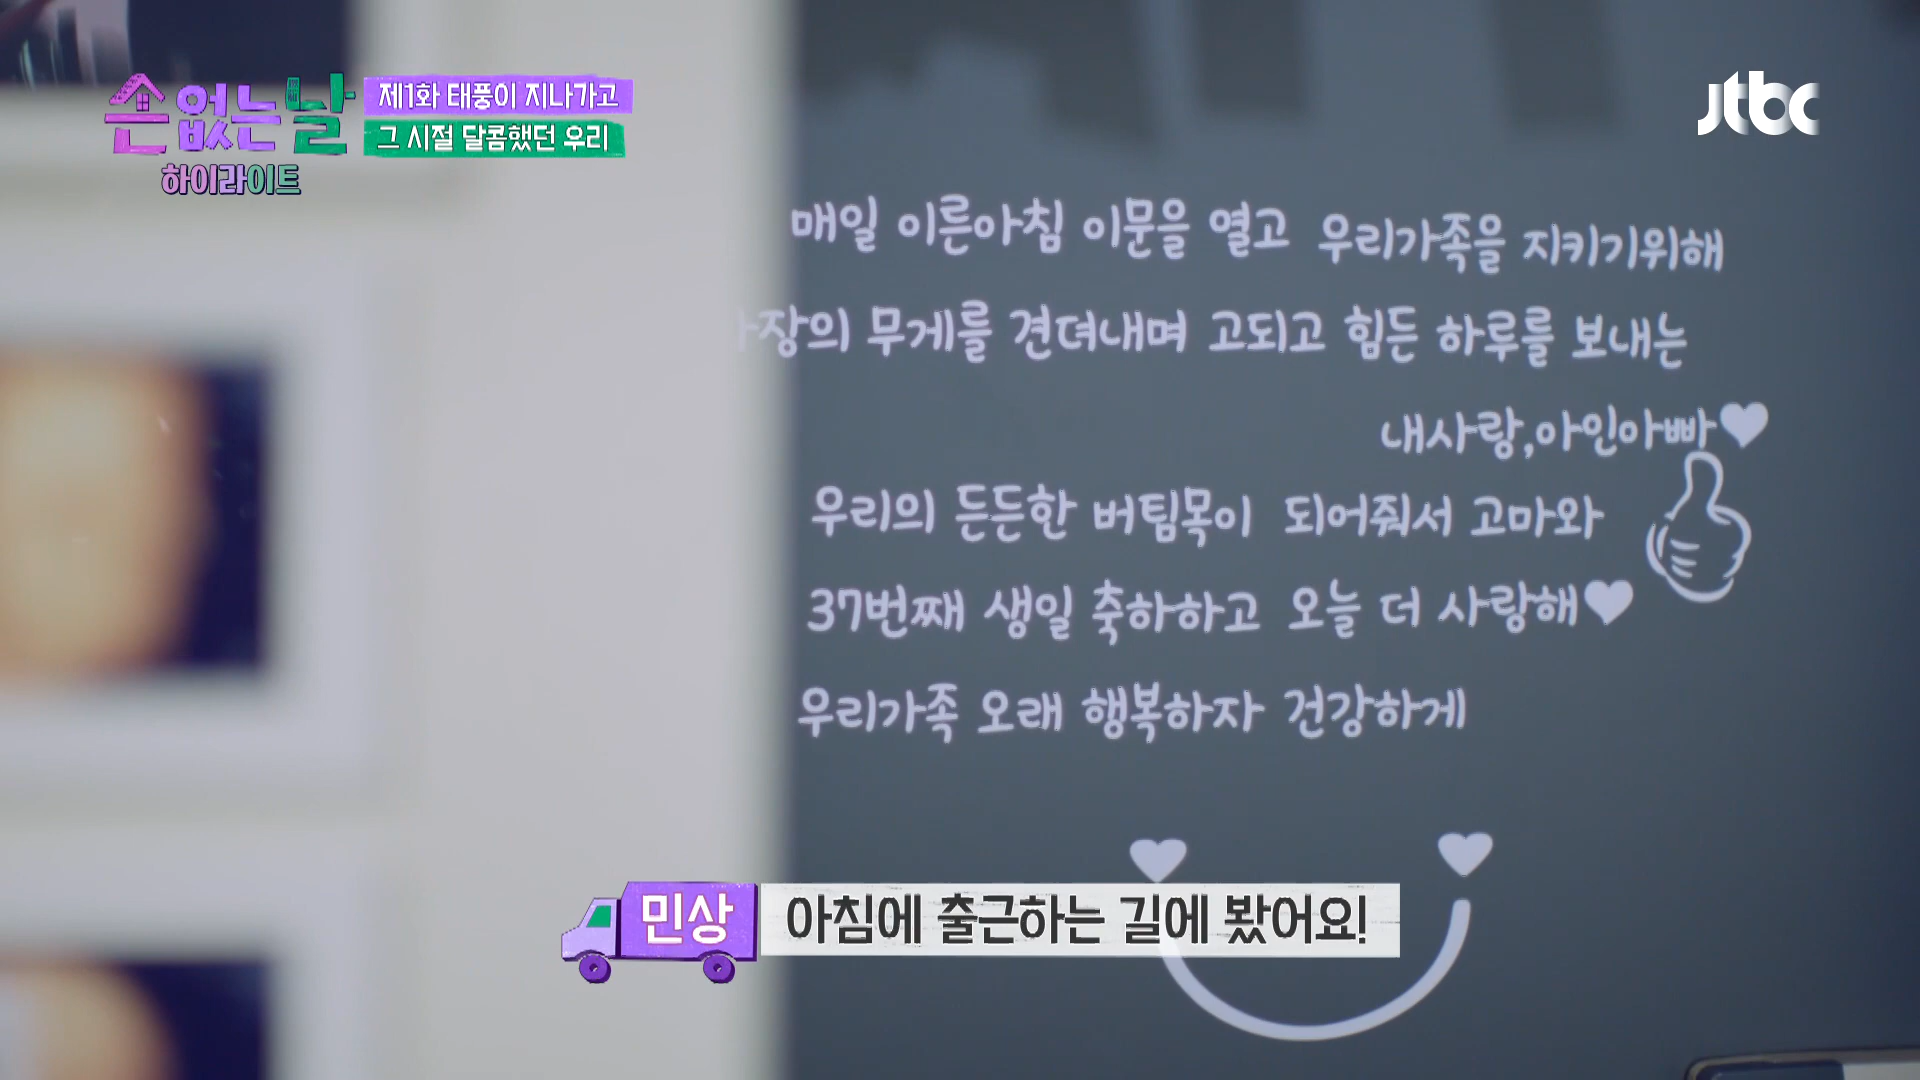 손없는날
하이라이트
제1화 태풍이 지나가고
그 시절 달콤했던 우리
jtbc
매일 이른아침 이문을 열고 우리가족을 지키기위해
장의 무게를 견뎌내며 고되고 힘든 하루를 보내는
내사랑,아인아빠♥
우리의 든든한 버팀목이 되어줘서 고마와
37번째 생일 축하하고 오늘 더 사랑해♥
우리가족 오래 행복하자 건강하게
민상 아침에 출근하는 길에 봤어요!